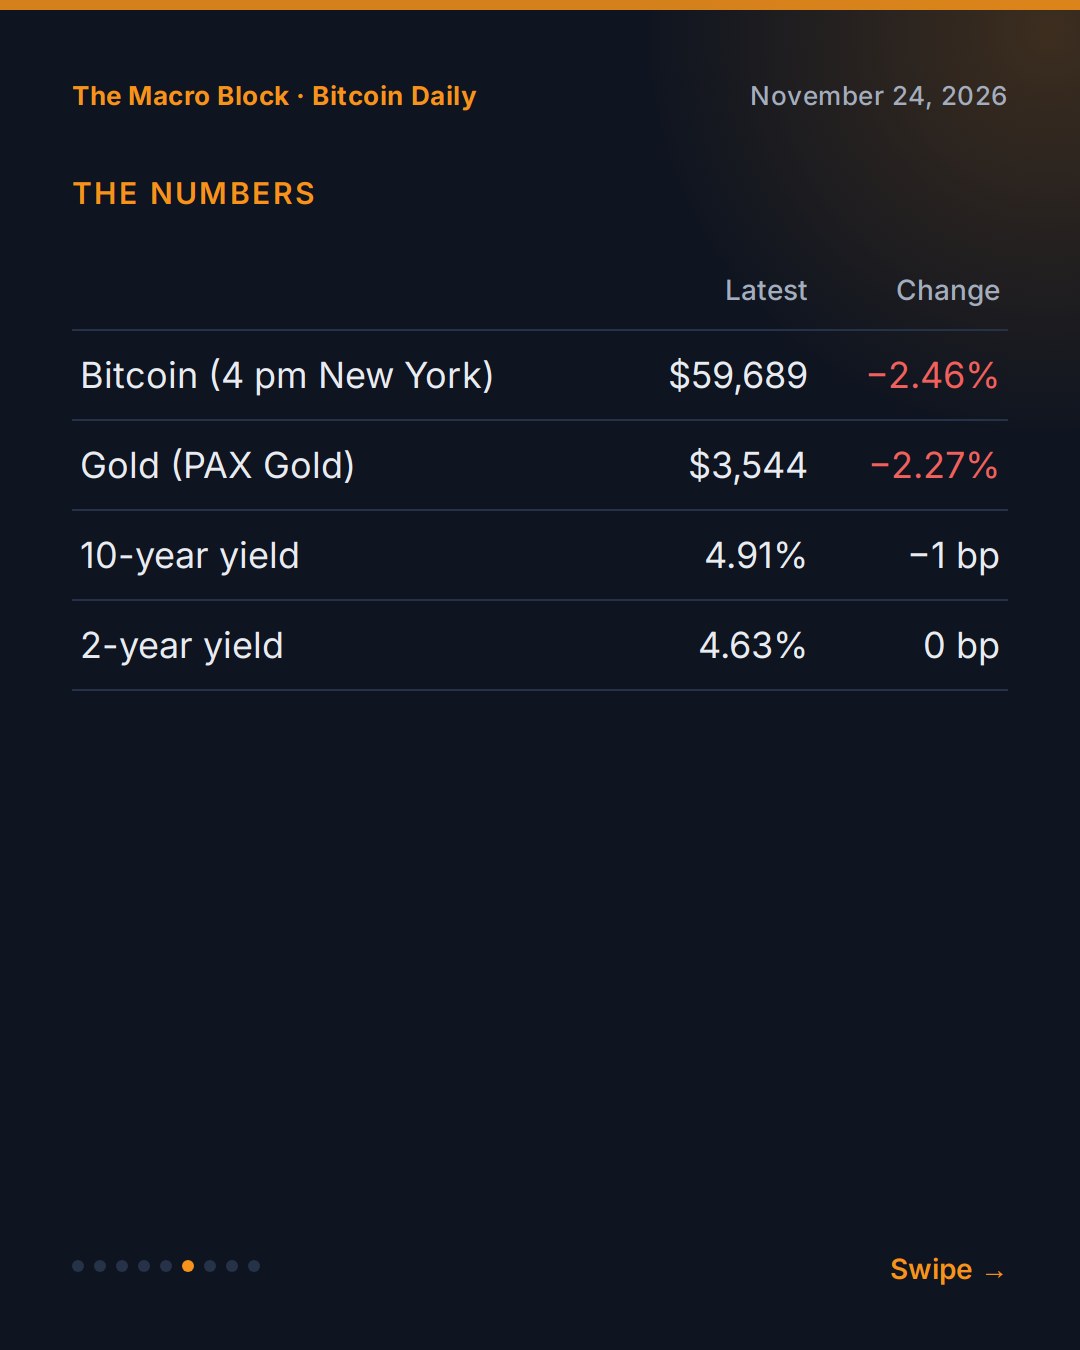 The Macro Block · Bitcoin Daily November 24, 2026
THE NUMBERS
Latest Change
Bitcoin (4 pm New York) $59,689 −2.46%
Gold (PAX Gold) $3,544 −2.27%
10-year yield 4.91% −1 bp
2-year yield 4.63% 0 bp
Swipe →